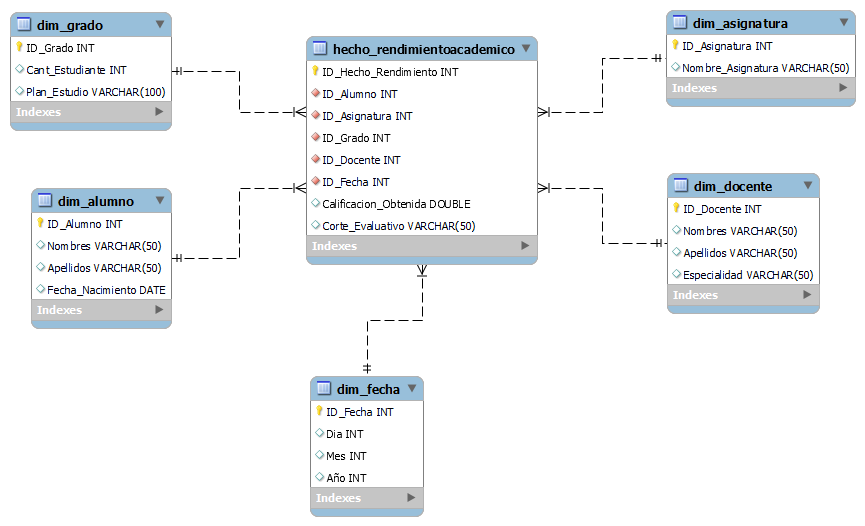 dim_grado
ID_Grado INT
Cant_Estudiante INT
Plan_Estudio VARCHAR(100)
Indexes
hecho_rendimientoacademico
ID_Hecho_Rendimiento INT
ID_Alumno INT
ID_Asignatura INT
ID_Grado INT
ID_Docente INT
ID_Fecha INT
Calificacion_Obtenida DOUBLE
Corte_Evaluativo VARCHAR(50)
Indexes
dim_asignatura
ID_Asignatura INT
Nombre_Asignatura VARCHAR(50)
Indexes
dim_alumno
ID_Alumno INT
Nombres VARCHAR(50)
Apellidos VARCHAR(50)
Fecha_Nacimiento DATE
Indexes
dim_docente
ID_Docente INT
Nombres VARCHAR(50)
Apellidos VARCHAR(50)
Especialidad VARCHAR(50)
Indexes
dim_fecha
ID_Fecha INT
Dia INT
Mes INT
Año INT
Indexes